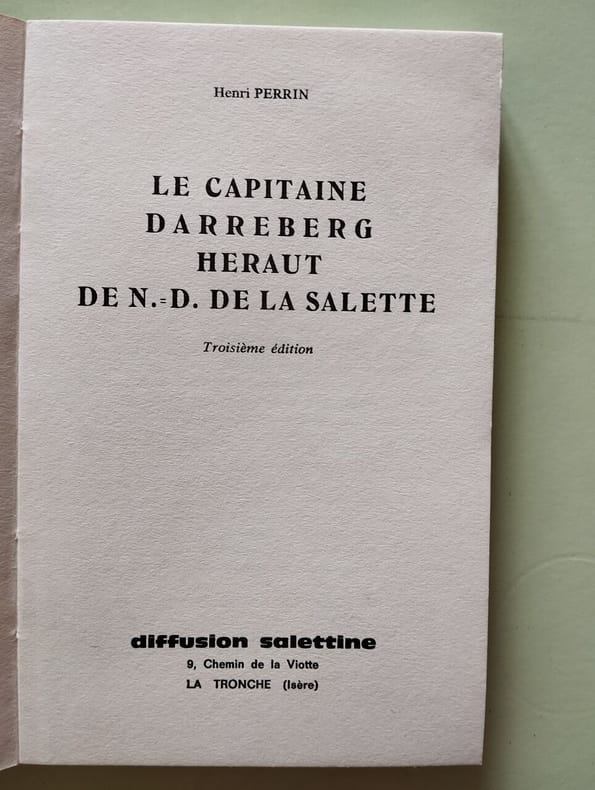 Henri PERRIN
LE CAPITAINE
DARREBERG
HERAUT
DE N.=D. DE LA SALETTE
Troisième édition
diffusion salettine
9, Chemin de la Viotte
LA TRONCHE (Isère)